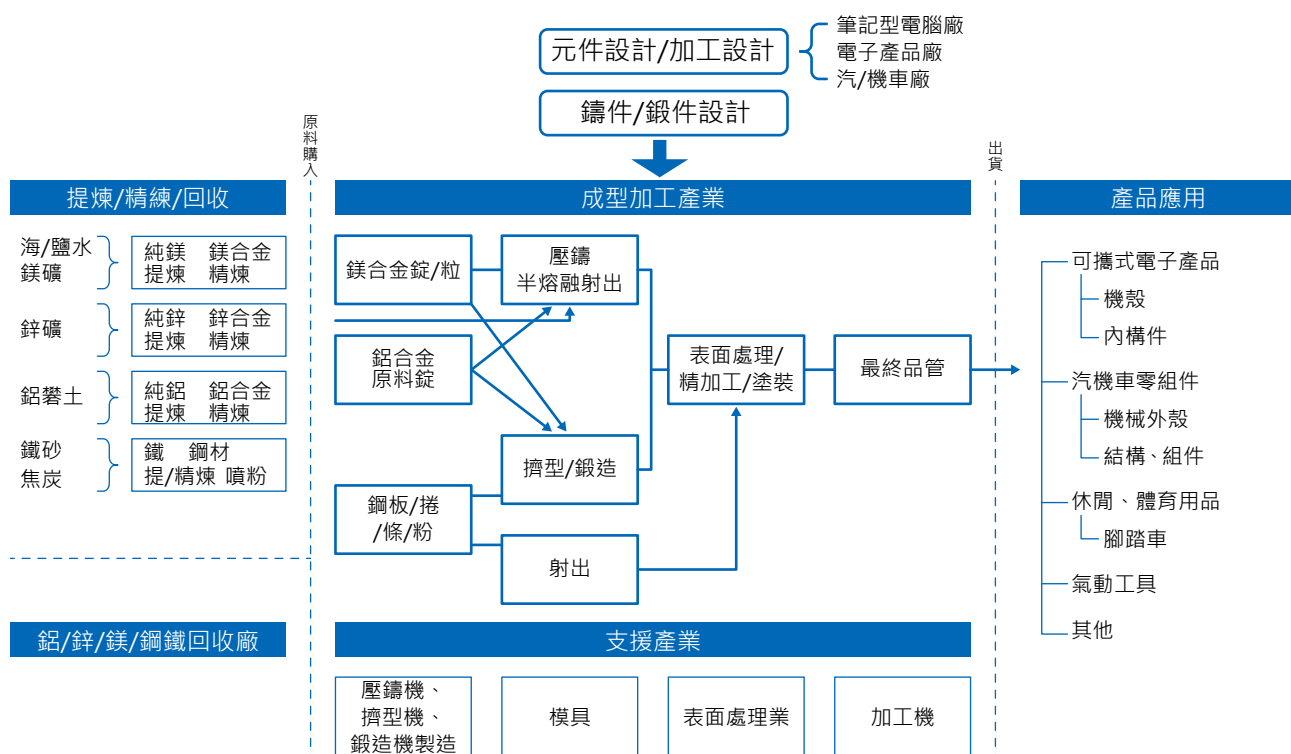 元件設計/加工設計
筆記型電腦廠
電子產品廠
汽/機車廠
鑄件/鍛件設計
原料購入
出貨
提煉/精練/回收
海/鹽水
鎂礦
純鎂 鎂合金
提煉 精煉
鋅礦
純鋅 鋅合金
提煉 精煉
鋁礬土
純鋁 鋁合金
提煉 精煉
鐵砂
焦炭
鐵 鋼材
提/精煉 噴粉
鋁/鋅/鎂/鋼鐵回收廠
成型加工產業
鎂合金錠/粒
壓鑄
半熔融射出
鋁合金
原料錠
擠型/鍛造
鋼板/捲
/條/粉
射出
表面處理/
精加工/塗裝
最終品管
支援產業
壓鑄機、
擠型機、
鍛造機製造
模具
表面處理業
加工機
產品應用
可攜式電子產品
機殼
內構件
汽機車零組件
機械外殼
結構、組件
休閒、體育用品
腳踏車
氣動工具
其他